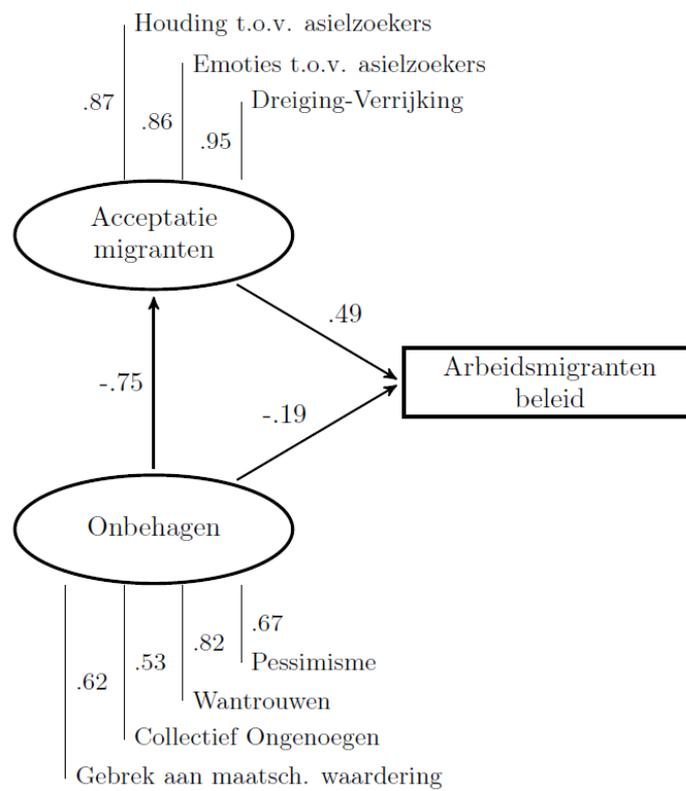 Houding t.o.v. asielzoekers
Emoties t.o.v. asielzoekers
Dreiging-Verrijking
.87
.86
.95
Acceptatie
migranten
.49
-.75
Arbeidsmigranten
beleid
-.19
Onbehagen
.67
.82
.53
.62
Pessimisme
Wantrouwen
Collectief Ongenoegen
Gebrek aan maatsch. waardering